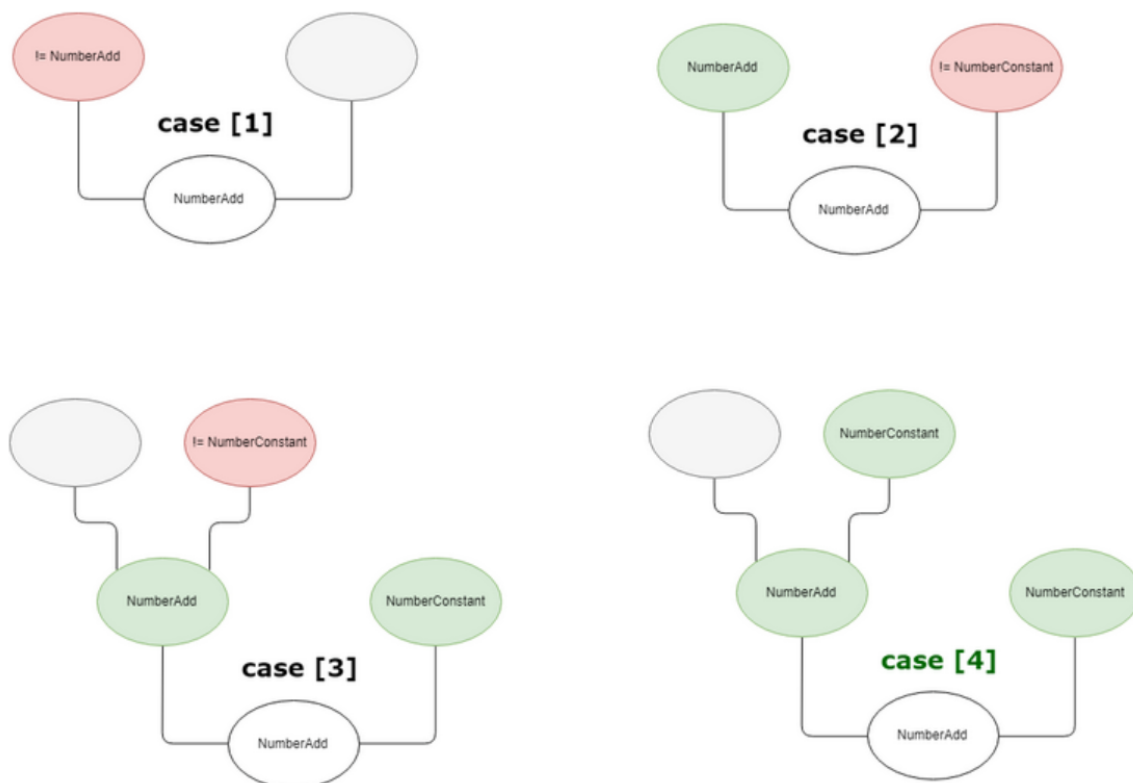 != NumberAdd
case [1]
NumberAdd
NumberAdd
!= NumberConstant
case [2]
NumberAdd
!= NumberConstant
NumberAdd
NumberConstant
case [3]
NumberAdd
NumberConstant
NumberAdd
NumberConstant
case [4]
NumberAdd